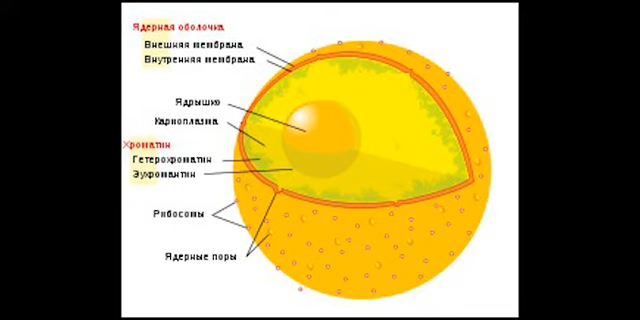 Ядерная оболочка
Внешняя мембрана
Внутренняя мембрана
Ядрышко
Кариоплазма
Хроматин
Гетерохроматин
Эухроматин
Рибосомы
Ядерные поры